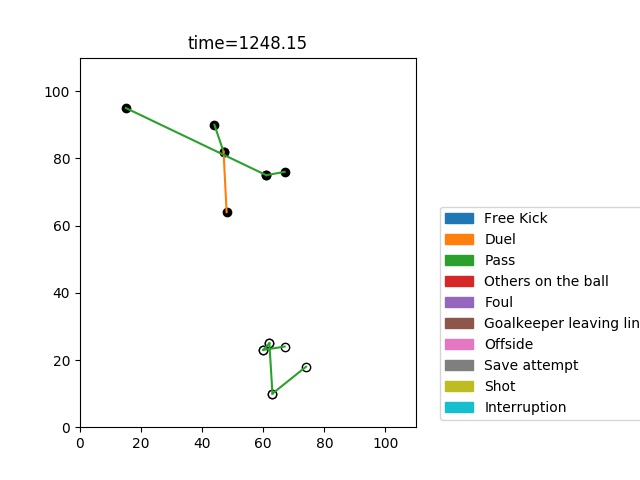 time=1248.15
100
80
60
40
20
0
0 20 40 60 80 100
Free Kick
Duel
Pass
Others on the ball
Foul
Goalkeeper leaving lin
Offside
Save attempt
Shot
Interruption